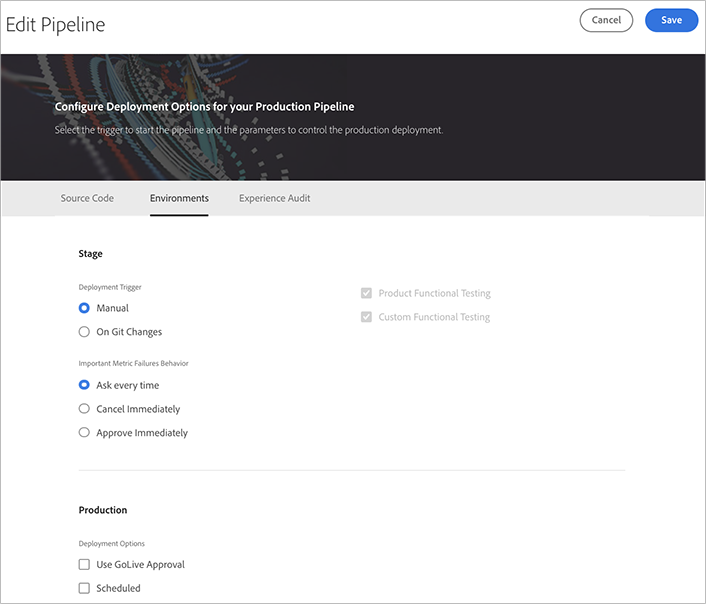 Edit Pipeline
Cancel
Save
Configure Deployment Options for your Production Pipeline
Select the trigger to start the pipeline and the parameters to control the production deployment.
Source Code
Environments
Experience Audit
Stage
Deployment Trigger
Manual
On Git Changes
Product Functional Testing
Custom Functional Testing
Important Metric Failures Behavior
Ask every time
Cancel Immediately
Approve Immediately
Production
Deployment Options
Use GoLive Approval
Scheduled